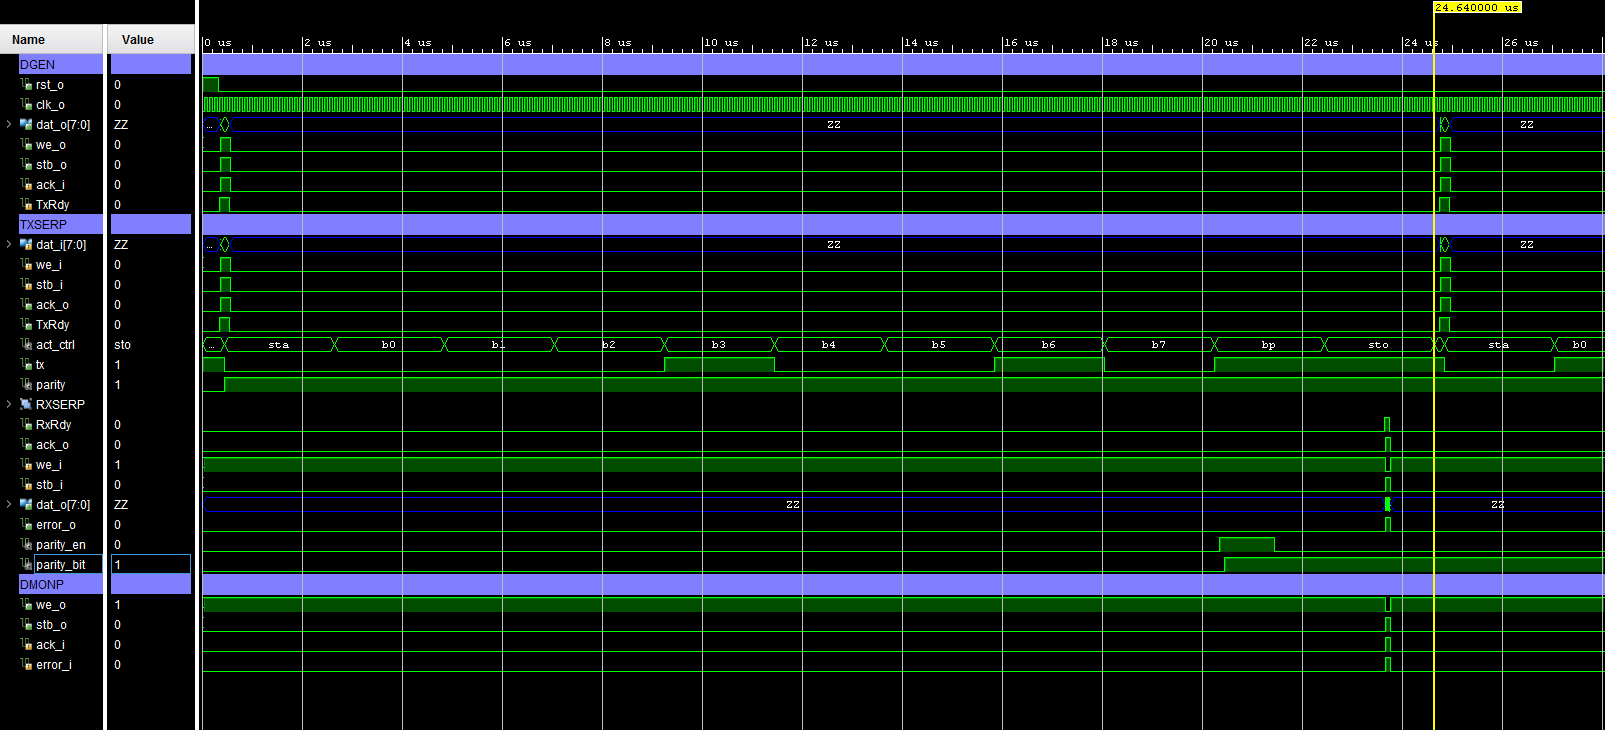 24.640000 us
Name Value
0 us 2 us 4 us 6 us 8 us 10 us 12 us 14 us 16 us 18 us 20 us 22 us 24 us 26 us
DGEN
rst_o 0
clk_o 0
dat_o[7:0] ZZ ... ZZ ZZ
we_o 0
stb_o 0
ack_i 0
TxRdy 0
TXSERP
dat_i[7:0] ZZ ... ZZ ZZ
we_i 0
stb_i 0
ack_o 0
TxRdy 0
act_ctrl sto ... sta b0 b1 b2 b3 b4 b5 b6 b7 bp sto sta b0
tx 1
parity 1
RXSERP
RxRdy 0
ack_o 0
we_i 1
stb_i 0
dat_o[7:0] ZZ ZZ ZZ
error_o 0
parity_en 0
parity_bit 1
DMONP
we_o 1
stb_o 0
ack_i 0
error_i 0